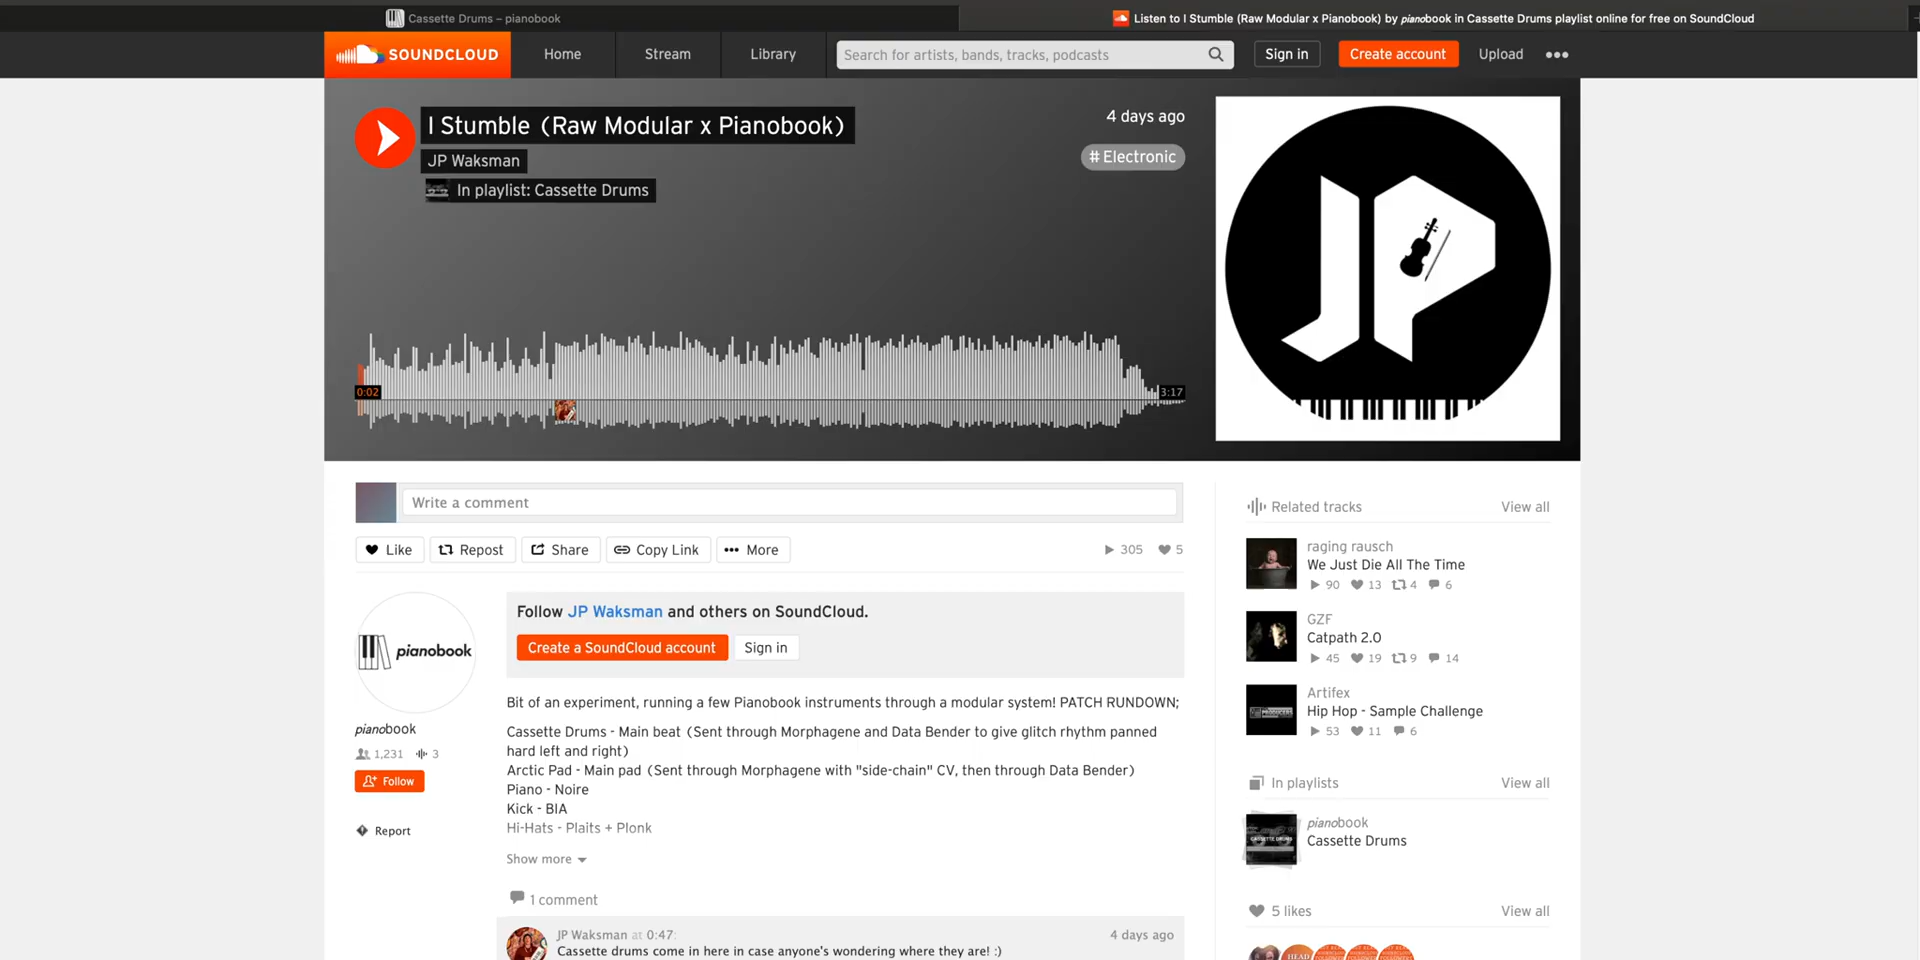 Cassette Drums – pianobook
Listen to I Stumble (Raw Modular x Pianobook) by pianobook in Cassette Drums playlist online for free on SoundCloud
SOUNDCLOUD
Home
Stream
Library
Search for artists, bands, tracks, podcasts
Sign in
Create account
Upload
I Stumble (Raw Modular x Pianobook)
JP Waksman
In playlist: Cassette Drums
4 days ago
# Electronic
JP
0:02
3:17
Write a comment
Like
Repost
Share
Copy Link
More
305
5
pianobook
pianobook
1,231
3
Follow
Report
Follow JP Waksman and others on SoundCloud.
Create a SoundCloud account
Sign in
Bit of an experiment, running a few Pianobook instruments through a modular system! PATCH RUNDOWN;
Cassette Drums - Main beat (Sent through Morphagene and Data Bender to give glitch rhythm panned
hard left and right)
Arctic Pad - Main pad (Sent through Morphagene with "side-chain" CV, then through Data Bender)
Piano - Noire
Kick - BIA
Hi-Hats - Plaits + Plonk
Show more
1 comment
JP Waksman at 0:47:
4 days ago
Cassette drums come in here in case anyone's wondering where they are! :)
Related tracks
View all
raging rausch
We Just Die All The Time
90 13 4 6
GZF
Catpath 2.0
45 19 9 14
Artifex
Hip Hop - Sample Challenge
53 11 6
In playlists
View all
CASSETTE DRUMS
pianobook
Cassette Drums
5 likes
View all
HEAD